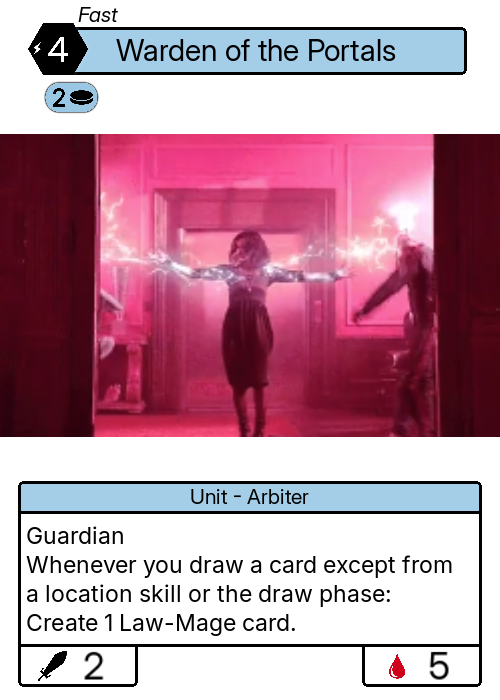 Fast
4 Warden of the Portals
2
Unit - Arbiter
Guardian
Whenever you draw a card except from
a location skill or the draw phase:
Create 1 Law-Mage card.
2 5